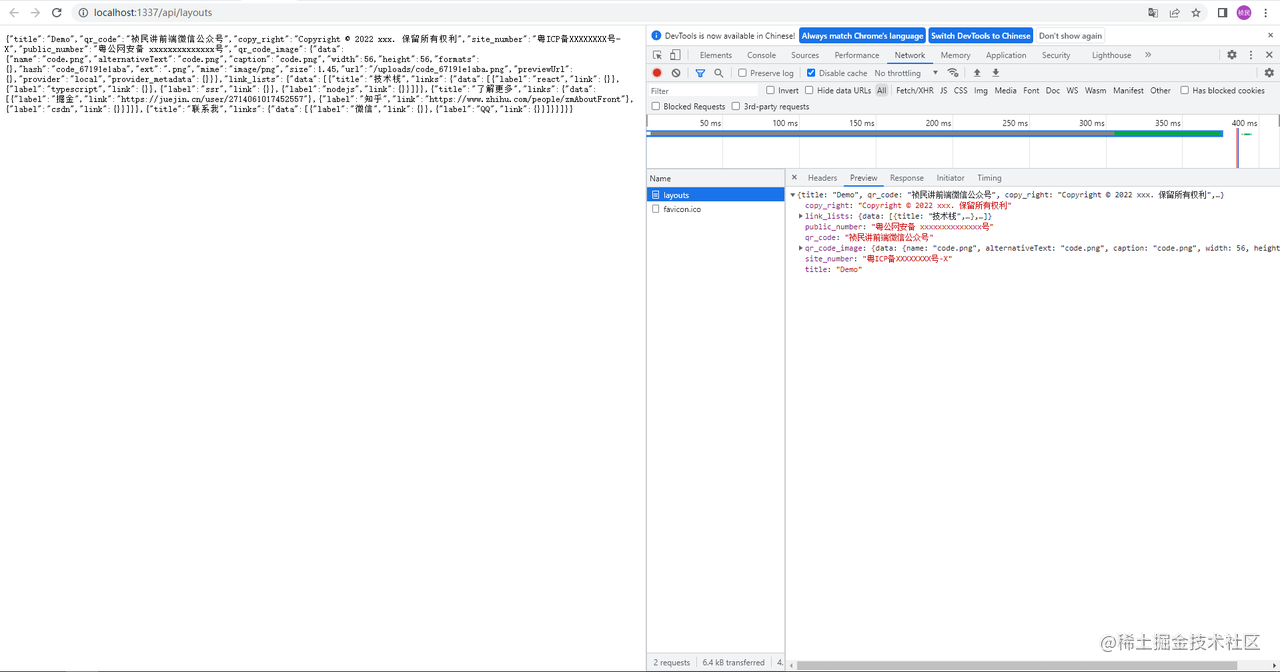 localhost:1337/api/layouts
祯民
{"title":"Demo","qr_code":"祯民讲前端微信公众号","copy_right":"Copyright © 2022 xxx. 保留所有权利","site_number":"粤ICP备XXXXXXXX号-
X","public_number":"粤公网安备 xxxxxxxxxxxxxx号","qr_code_image":{"data":
{"name":"code.png","alternativeText":"code.png","caption":"code.png","width":56,"height":56,"formats":
{},"hash":"code_67191e1aba","ext":".png","mime":"image/png","size":1.45,"url":"/uploads/code_67191e1aba.png","previewUrl":
{},"provider":"local","provider_metadata":{}}},"link_lists":{"data":[{"title":"技术栈","links":{"data":[{"label":"react","link":{}},
{"label":"typescript","link":{}},{"label":"ssr","link":{}},{"label":"nodejs","link":{}}]}},{"title":"了解更多","links":{"data":
[{"label":"掘金","link":"https://juejin.cn/user/2714061017452557"},{"label":"知乎","link":"https://www.zhihu.com/people/zmAboutFront"},
{"label":"csdn","link":{}}]}},{"title":"联系我","links":{"data":[{"label":"微信","link":{}},{"label":"QQ","link":{}}]}}]}}
DevTools is now available in Chinese! Always match Chrome's language Switch DevTools to Chinese Don't show again
Elements Console Sources Performance Network Memory Application Security Lighthouse
Preserve log Disable cache No throttling
Filter Invert Hide data URLs All Fetch/XHR JS CSS Img Media Font Doc WS Wasm Manifest Other Has blocked cookies
Blocked Requests 3rd-party requests
50 ms 100 ms 150 ms 200 ms 250 ms 300 ms 350 ms 400 ms
Name
layouts
favicon.ico
Headers Preview Response Initiator Timing
{title: "Demo", qr_code: "祯民讲前端微信公众号", copy_right: "Copyright © 2022 xxx. 保留所有权利",…}
copy_right: "Copyright © 2022 xxx. 保留所有权利"
link_lists: {data: [{title: "技术栈",…},…]}
public_number: "粤公网安备 xxxxxxxxxxxxxx号"
qr_code: "祯民讲前端微信公众号"
qr_code_image: {data: {name: "code.png", alternativeText: "code.png", caption: "code.png", width: 56, height
site_number: "粤ICP备XXXXXXXX号-X"
title: "Demo"
2 requests 6.4 kB transferred 4.
@稀土掘金技术社区